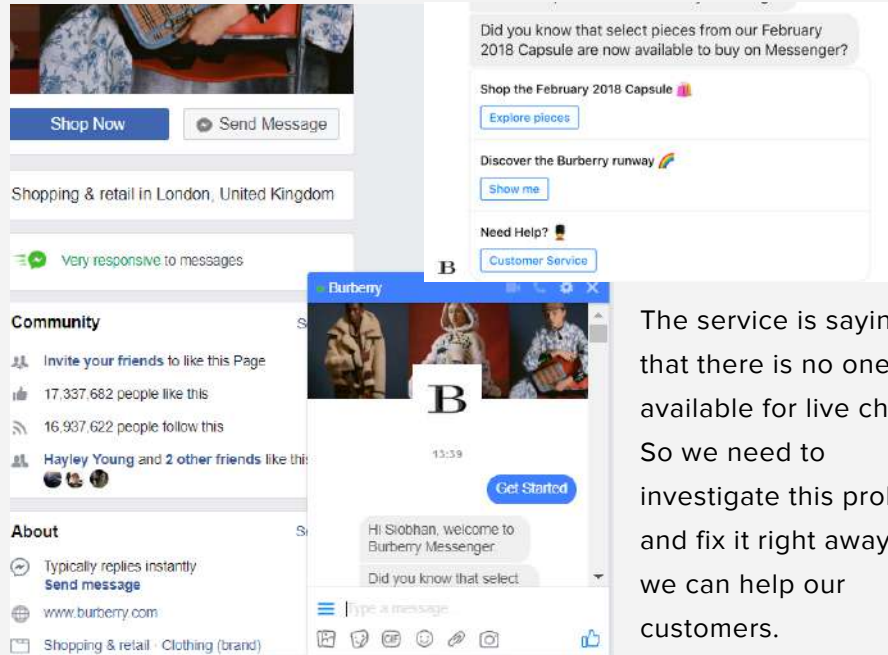 Shop Now
Send Message
Shopping & retail in London, United Kingdom
Very responsive to messages
Community
Invite your friends to like this Page
17,337,682 people like this
16,937,622 people follow this
Hayley Young and 2 other friends like this
About
Typically replies instantly
Send message
www.burberry.com
Shopping & retail · Clothing (brand)
Did you know that select pieces from our February
2018 Capsule are now available to buy on Messenger?
Shop the February 2018 Capsule 🛍️
Explore pieces
Discover the Burberry runway 🌈
Show me
Need Help? 💂
Customer Service
B
Burberry
B
13:39
Get Started
Hi Siobhan, welcome to
Burberry Messenger
Did you know that select
Type a message
GIF
The service is
that there is no one
available for live
So we need to
investigate this
and fix it right away
we can help our
customers.